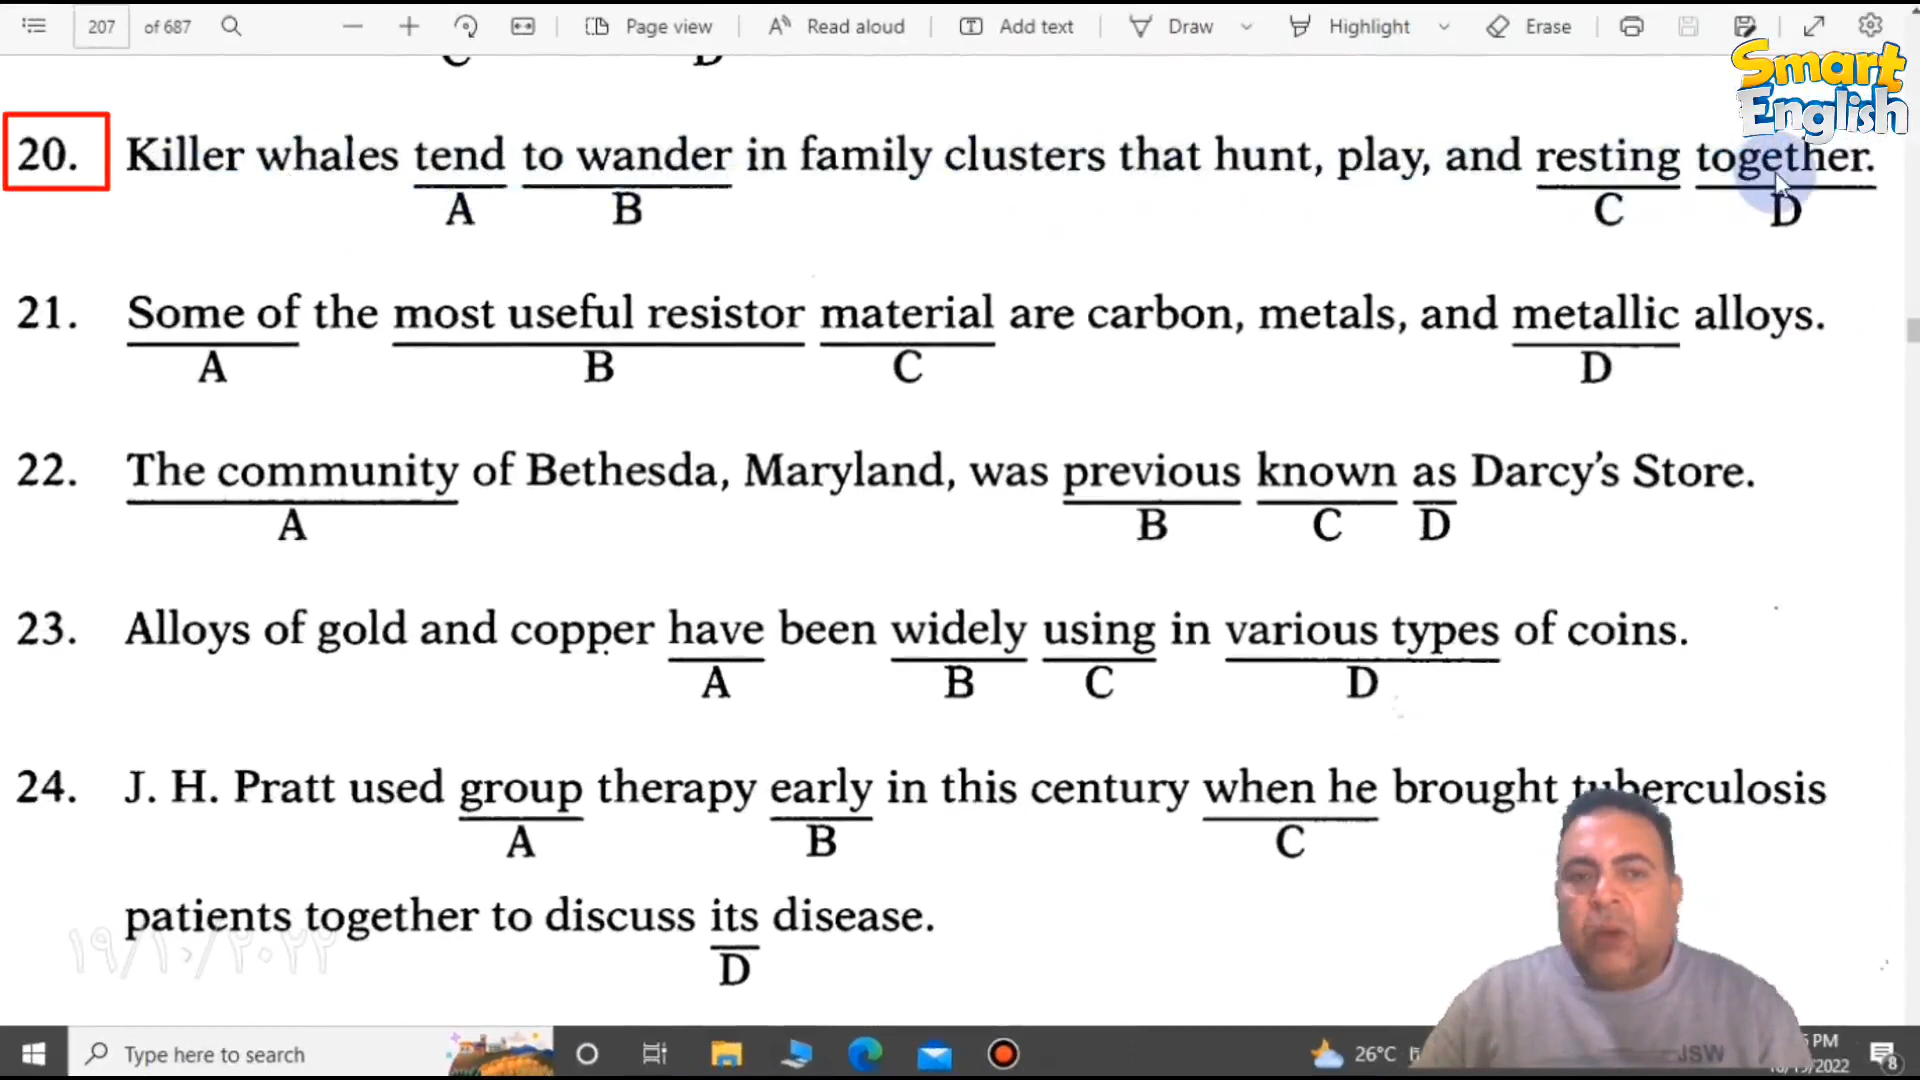 207 of 687 Page view Read aloud Add text Draw Highlight Erase
Smart
English
C D
20. Killer whales tend to wander in family clusters that hunt, play, and resting together.
A B C D
21. Some of the most useful resistor material are carbon, metals, and metallic alloys.
A B C D
22. The community of Bethesda, Maryland, was previous known as Darcy's Store.
A B C D
23. Alloys of gold and copper have been widely using in various types of coins.
A B C D
24. J. H. Pratt used group therapy early in this century when he brought tuberculosis
A B C
patients together to discuss its disease.
D
١٩/١٠/٢٠٢٢
JSW
Type here to search 26°C PM
8